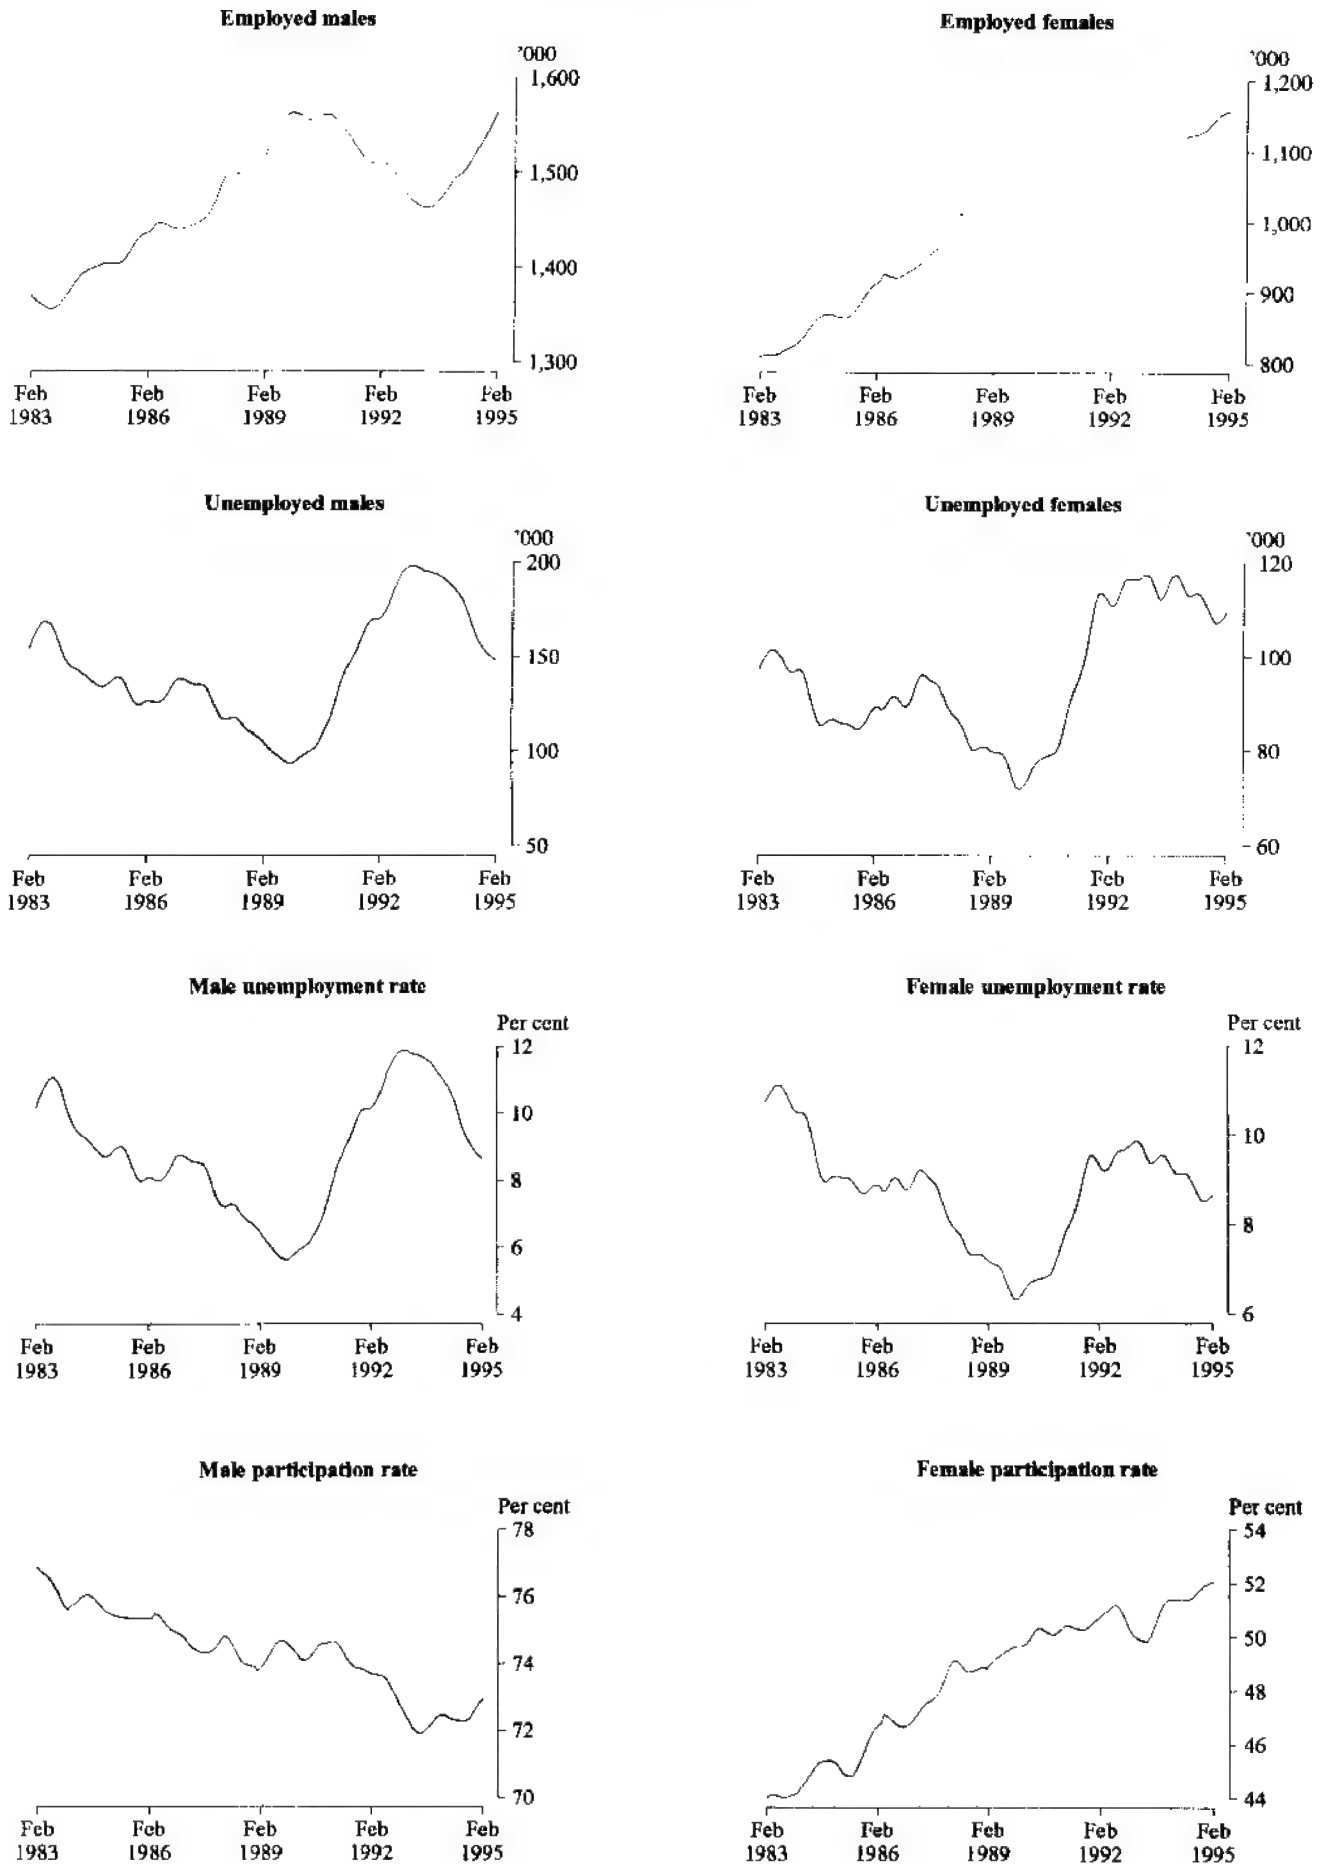 Employed males
'000
1,600
1,500
1,400
1,300
Feb Feb Feb Feb Feb
1983 1986 1989 1992 1995
Employed females
'000
1,200
1,100
1,000
900
800
Feb Feb Feb Feb Feb
1983 1986 1989 1992 1995
Unemployed males
'000
200
150
100
50
Feb Feb Feb Feb Feb
1983 1986 1989 1992 1995
Unemployed females
'000
120
100
80
60
Feb Feb Feb Feb Feb
1983 1986 1989 1992 1995
Male unemployment rate
Per cent
12
10
8
6
4
Feb Feb Feb Feb Feb
1983 1986 1989 1992 1995
Female unemployment rate
Per cent
12
10
8
6
Feb Feb Feb Feb Feb
1983 1986 1989 1992 1995
Male participation rate
Per cent
78
76
74
72
70
Feb Feb Feb Feb Feb
1983 1986 1989 1992 1995
Female participation rate
Per cent
54
52
50
48
46
44
Feb Feb Feb Feb Feb
1983 1986 1989 1992 1995